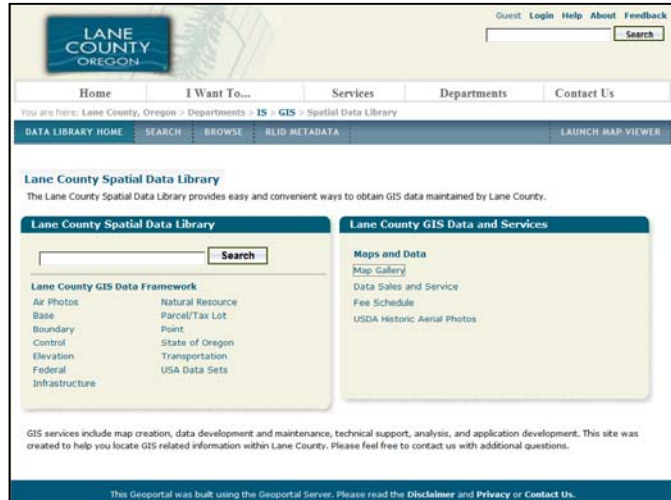 Guest Login Help About Feedback
LANE
COUNTY
OREGON
Search
Home I Want To... Services Departments Contact Us
You are here: Lane County, Oregon > Departments > IS > GIS > Spatial Data Library
DATA LIBRARY HOME SEARCH BROWSE RLID METADATA LAUNCH MAP VIEWER
Lane County Spatial Data Library
The Lane County Spatial Data Library provides easy and convenient ways to obtain GIS data maintained by Lane County.
Lane County Spatial Data Library
Search
Lane County GIS Data Framework
Air Photos
Base
Boundary
Control
Elevation
Federal
Infrastructure
Natural Resource
Parcel/Tax Lot
Point
State of Oregon
Transportation
USA Data Sets
Lane County GIS Data and Services
Maps and Data
Map Gallery
Data Sales and Service
Fee Schedule
USDA Historic Aerial Photos
GIS services include map creation, data development and maintenance, technical support, analysis, and application development. This site was
created to help you locate GIS related information within Lane County. Please feel free to contact us with additional questions.
This Geoportal was built using the Geoportal Server. Please read the Disclaimer and Privacy or Contact Us.